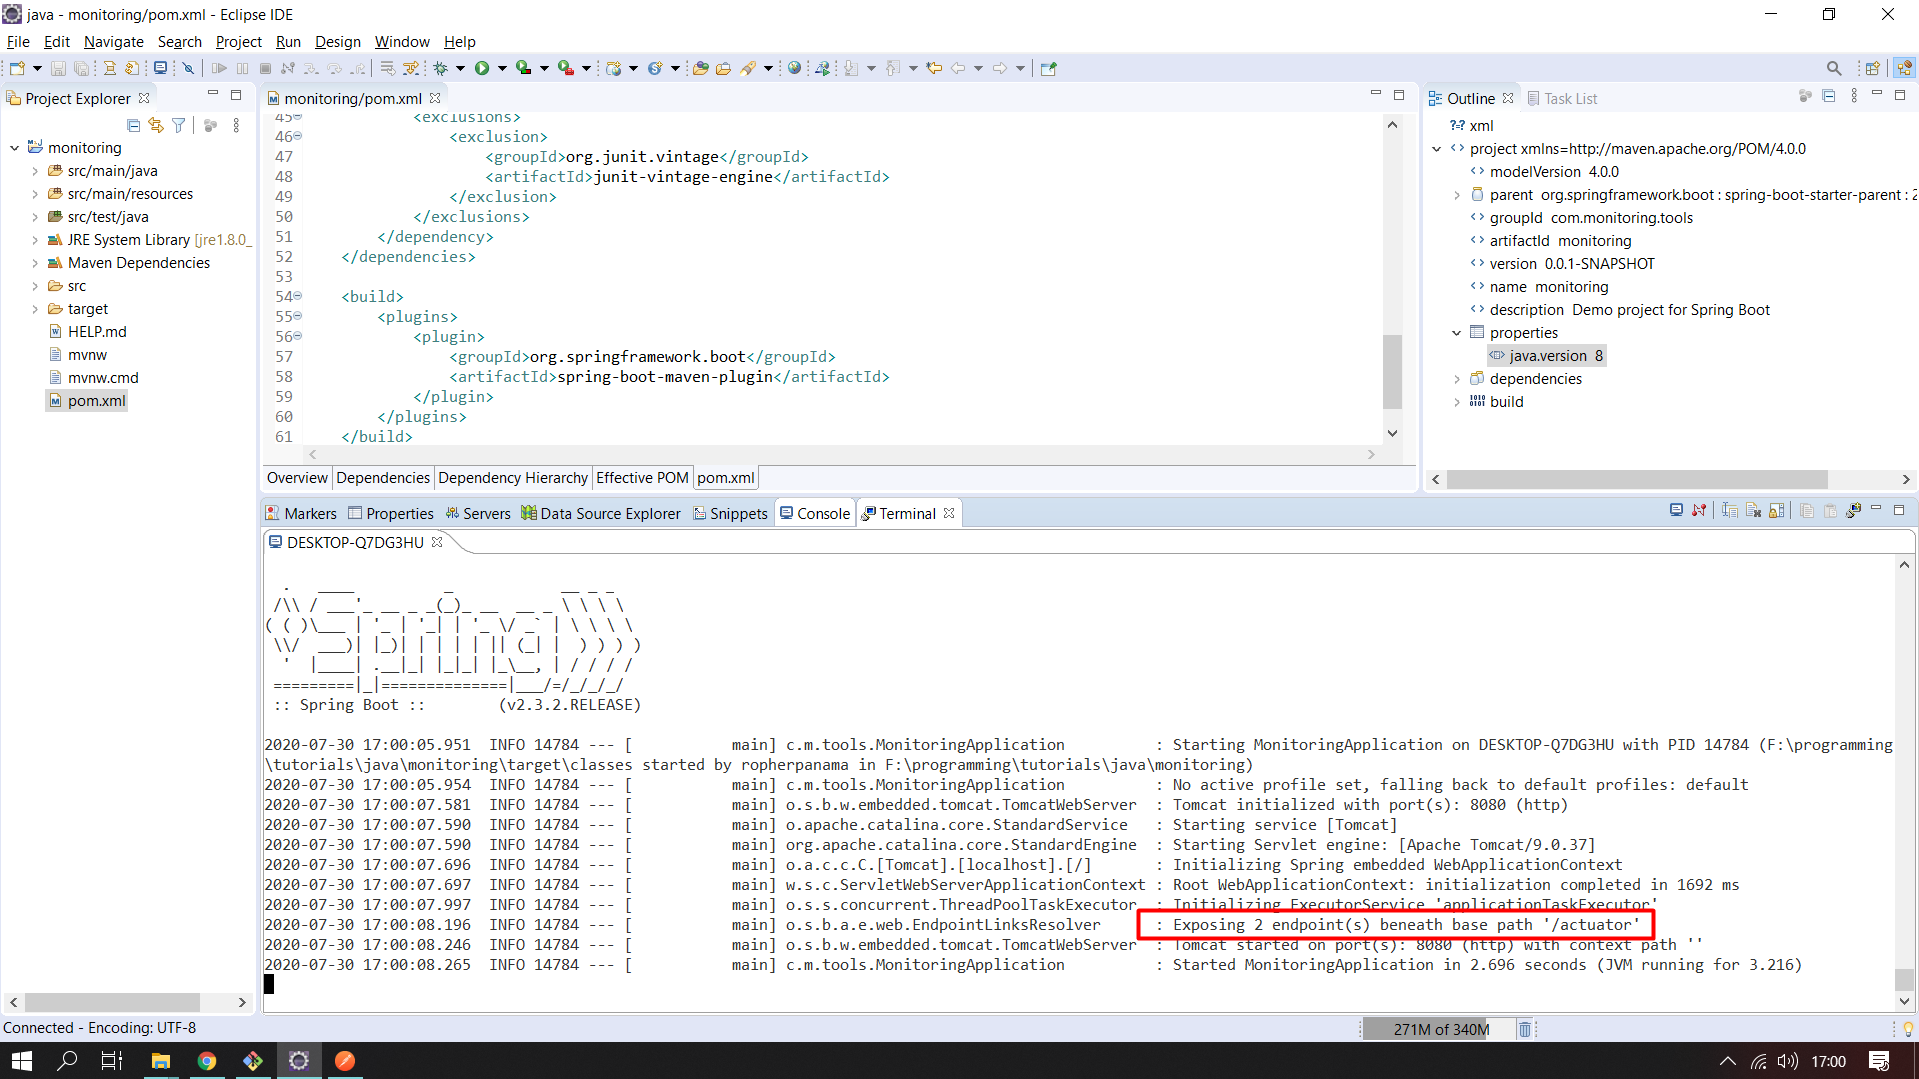 java - monitoring/pom.xml - Eclipse IDE
File Edit Navigate Search Project Run Design Window Help
Project Explorer
monitoring
src/main/java
src/main/resources
src/test/java
JRE System Library [jre1.8.0_
Maven Dependencies
src
target
HELP.md
mvnw
mvnw.cmd
pom.xml
monitoring/pom.xml
45 <exclusions>
46 <exclusion>
47 <groupId>org.junit.vintage</groupId>
48 <artifactId>junit-vintage-engine</artifactId>
49 </exclusion>
50 </exclusions>
51 </dependency>
52 </dependencies>
53
54 <build>
55 <plugins>
56 <plugin>
57 <groupId>org.springframework.boot</groupId>
58 <artifactId>spring-boot-maven-plugin</artifactId>
59 </plugin>
60 </plugins>
61 </build>
Overview Dependencies Dependency Hierarchy Effective POM pom.xml
Outline Task List
?-? xml
project xmlns=http://maven.apache.org/POM/4.0.0
modelVersion 4.0.0
parent org.springframework.boot : spring-boot-starter-parent : 2
groupId com.monitoring.tools
artifactId monitoring
version 0.0.1-SNAPSHOT
name monitoring
description Demo project for Spring Boot
properties
java.version 8
dependencies
build
Markers Properties Servers Data Source Explorer Snippets Console Terminal
DESKTOP-Q7DG3HU
Spring
:: Spring Boot :: (v2.3.2.RELEASE)
2020-07-30 17:00:05.951 INFO 14784 --- [ main] c.m.tools.MonitoringApplication : Starting MonitoringApplication on DESKTOP-Q7DG3HU with PID 14784 (F:\programming
\tutorials\java\monitoring\target\classes started by ropherpanama in F:\programming\tutorials\java\monitoring)
2020-07-30 17:00:05.954 INFO 14784 --- [ main] c.m.tools.MonitoringApplication : No active profile set, falling back to default profiles: default
2020-07-30 17:00:07.581 INFO 14784 --- [ main] o.s.b.w.embedded.tomcat.TomcatWebServer : Tomcat initialized with port(s): 8080 (http)
2020-07-30 17:00:07.590 INFO 14784 --- [ main] o.apache.catalina.core.StandardService : Starting service [Tomcat]
2020-07-30 17:00:07.590 INFO 14784 --- [ main] org.apache.catalina.core.StandardEngine : Starting Servlet engine: [Apache Tomcat/9.0.37]
2020-07-30 17:00:07.696 INFO 14784 --- [ main] o.a.c.c.C.[Tomcat].[localhost].[/] : Initializing Spring embedded WebApplicationContext
2020-07-30 17:00:07.697 INFO 14784 --- [ main] w.s.c.ServletWebServerApplicationContext : Root WebApplicationContext: initialization completed in 1692 ms
2020-07-30 17:00:07.997 INFO 14784 --- [ main] o.s.s.concurrent.ThreadPoolTaskExecutor : Initializing ExecutorService 'applicationTaskExecutor'
2020-07-30 17:00:08.196 INFO 14784 --- [ main] o.s.b.a.e.web.EndpointLinksResolver : Exposing 2 endpoint(s) beneath base path '/actuator'
2020-07-30 17:00:08.246 INFO 14784 --- [ main] o.s.b.w.embedded.tomcat.TomcatWebServer : Tomcat started on port(s): 8080 (http) with context path ''
2020-07-30 17:00:08.265 INFO 14784 --- [ main] c.m.tools.MonitoringApplication : Started MonitoringApplication in 2.696 seconds (JVM running for 3.216)
Connected - Encoding: UTF-8
271M of 340M
17:00